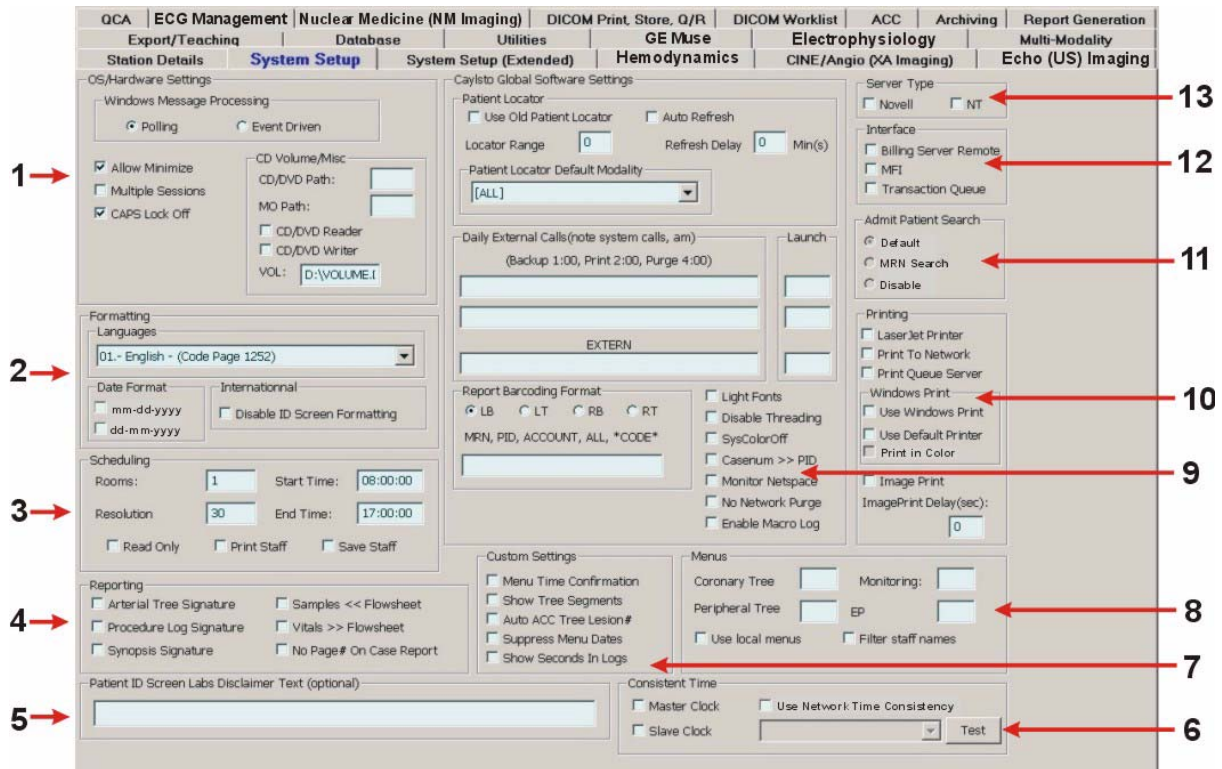 QCA ECG Management Nuclear Medicine (NM Imaging) DICOM Print, Store, Q/R DICOM Worklist ACC Archiving Report Generation
Export/Teaching Database Utilities GE Muse Electrophysiology Multi-Modality
Station Details System Setup System Setup (Extended) Hemodynamics CINE/Angio (XA Imaging) Echo (US) Imaging
OS/Hardware Settings
Windows Message Processing
Polling Event Driven
1
Allow Minimize
Multiple Sessions
CAPS Lock Off
CD Volume/Misc
CD/DVD Path:
MO Path:
CD/DVD Reader
CD/DVD Writer
VOL: D:\VOLUME.I
Formatting
Languages
01.- English - (Code Page 1252)
2
Date Format
mm-dd-yyyy
dd-mm-yyyy
Internationnal
Disable ID Screen Formatting
Scheduling
Rooms: 1 Start Time: 08:00:00
3
Resolution 30 End Time: 17:00:00
Read Only Print Staff Save Staff
Reporting
Arterial Tree Signature Samples << Flowsheet
4
Procedure Log Signature Vitals >> Flowsheet
Synopsis Signature No Page# On Case Report
Patient ID Screen Labs Disclaimer Text (optional)
5
Caylsto Global Software Settings
Patient Locator
Use Old Patient Locator Auto Refresh
Locator Range 0 Refresh Delay 0 Min(s)
Patient Locator Default Modality
[ALL]
Daily External Calls(note system calls, am) Launch
(Backup 1:00, Print 2:00, Purge 4:00)
EXTERN
Report Barcoding Format
LB LT RB RT
MRN, PID, ACCOUNT, ALL, *CODE*
Light Fonts
Disable Threading
SysColorOff
Casenum >> PID
Monitor Netspace
No Network Purge
Enable Macro Log
9
Custom Settings
Menu Time Confirmation
Show Tree Segments
Auto ACC Tree Lesion#
Suppress Menu Dates
Show Seconds In Logs
7
Menus
Coronary Tree Monitoring:
Peripheral Tree EP
8
Use local menus Filter staff names
Consistent Time
Master Clock Use Network Time Consistency
Slave Clock Test
6
Server Type
Novell NT
13
Interface
Billing Server Remote
MFI
Transaction Queue
12
Admit Patient Search
Default
MRN Search
Disable
11
Printing
LaserJet Printer
Print To Network
Print Queue Server
Windows Print
Use Windows Print
Use Default Printer
Print in Color
10
Image Print
ImagePrint Delay(sec):
0